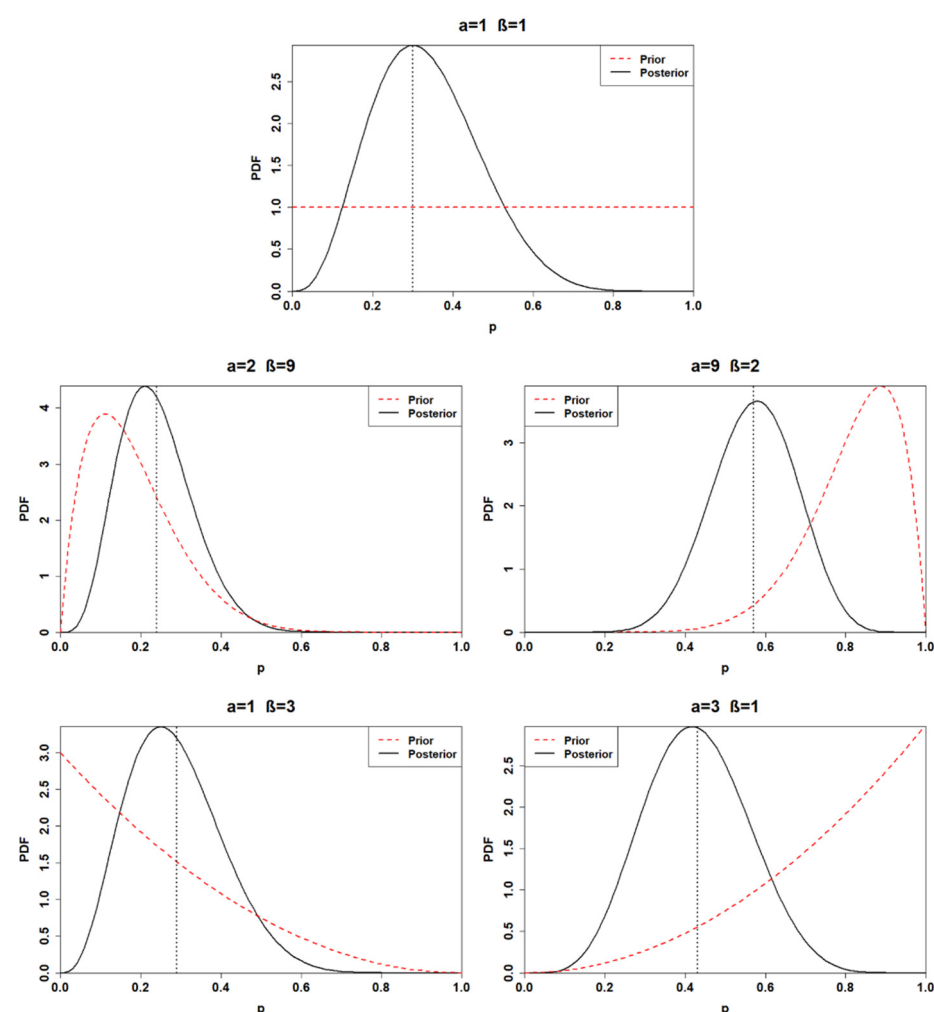 a=1 ß=1
Prior
Posterior
PDF
0.0 0.5 1.0 1.5 2.0 2.5
0.0 0.2 0.4 0.6 0.8 1.0
p
a=2 ß=9
Prior
Posterior
PDF
0 1 2 3 4
0.0 0.2 0.4 0.6 0.8 1.0
p
a=9 ß=2
Prior
Posterior
PDF
0 1 2 3
0.0 0.2 0.4 0.6 0.8 1.0
p
a=1 ß=3
Prior
Posterior
PDF
0.0 0.5 1.0 1.5 2.0 2.5 3.0
0.0 0.2 0.4 0.6 0.8 1.0
p
a=3 ß=1
Prior
Posterior
PDF
0.0 0.5 1.0 1.5 2.0 2.5
0.0 0.2 0.4 0.6 0.8 1.0
p